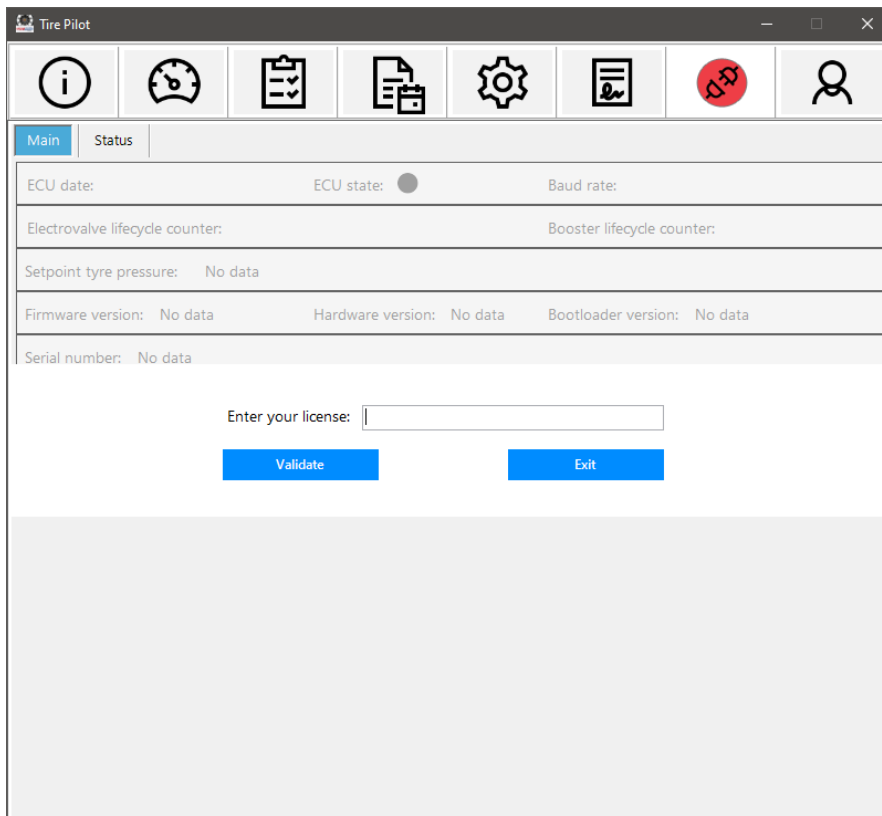 Tire Pilot
Main Status
ECU date: ECU state: Baud rate:
Electrovalve lifecycle counter: Booster lifecycle counter:
Setpoint tyre pressure: No data
Firmware version: No data Hardware version: No data Bootloader version: No data
Serial number: No data
Enter your license:
Validate Exit